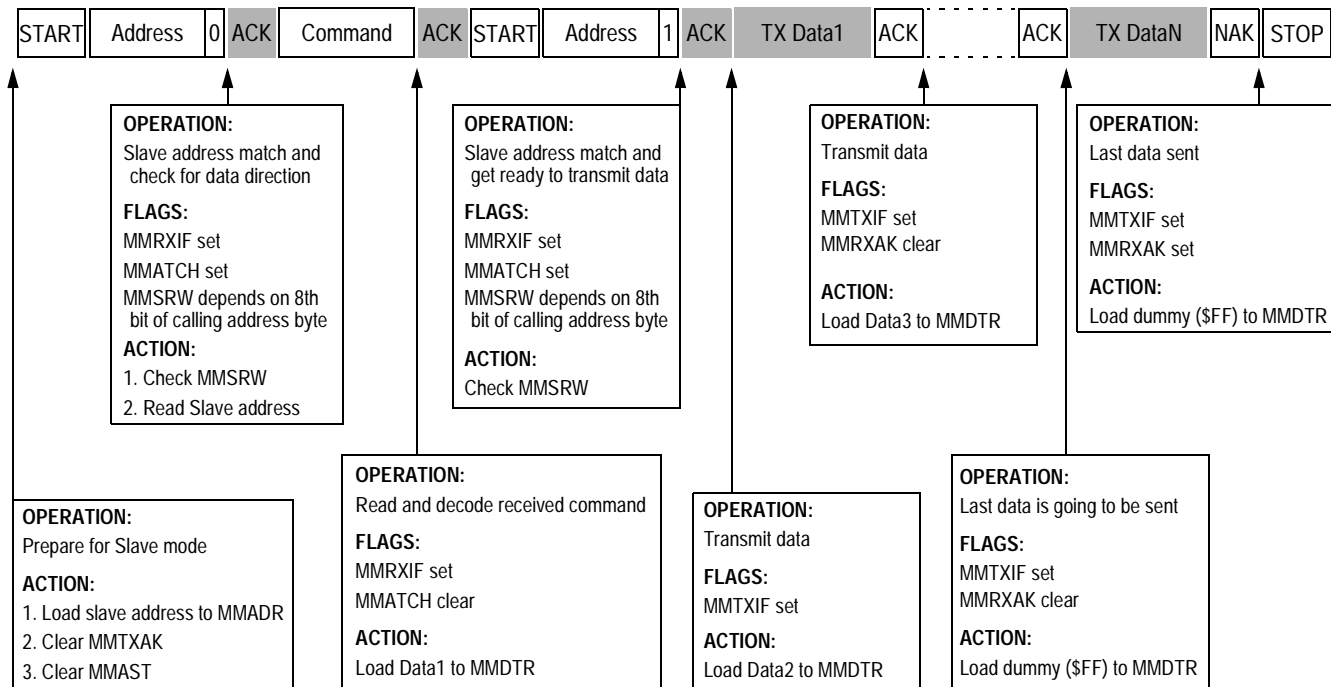 START Address 0 ACK Command ACK START Address 1 ACK TX Data1 ACK ACK TX DataN NAK STOP
OPERATION:
Slave address match and
check for data direction
FLAGS:
MMRXIF set
MMATCH set
MMSRW depends on 8th
bit of calling address byte
ACTION:
1. Check MMSRW
2. Read Slave address
OPERATION:
Slave address match and
get ready to transmit data
FLAGS:
MMRXIF set
MMATCH set
MMSRW depends on 8th
bit of calling address byte
ACTION:
Check MMSRW
OPERATION:
Transmit data
FLAGS:
MMTXIF set
MMRXAK clear
ACTION:
Load Data3 to MMDTR
OPERATION:
Last data sent
FLAGS:
MMTXIF set
MMRXAK set
ACTION:
Load dummy ($FF) to MMDTR
OPERATION:
Prepare for Slave mode
ACTION:
1. Load slave address to MMADR
2. Clear MMTXAK
3. Clear MMAST
OPERATION:
Read and decode received command
FLAGS:
MMRXIF set
MMATCH clear
ACTION:
Load Data1 to MMDTR
OPERATION:
Transmit data
FLAGS:
MMTXIF set
ACTION:
Load Data2 to MMDTR
OPERATION:
Last data is going to be sent
FLAGS:
MMTXIF set
MMRXAK clear
ACTION:
Load dummy ($FF) to MMDTR